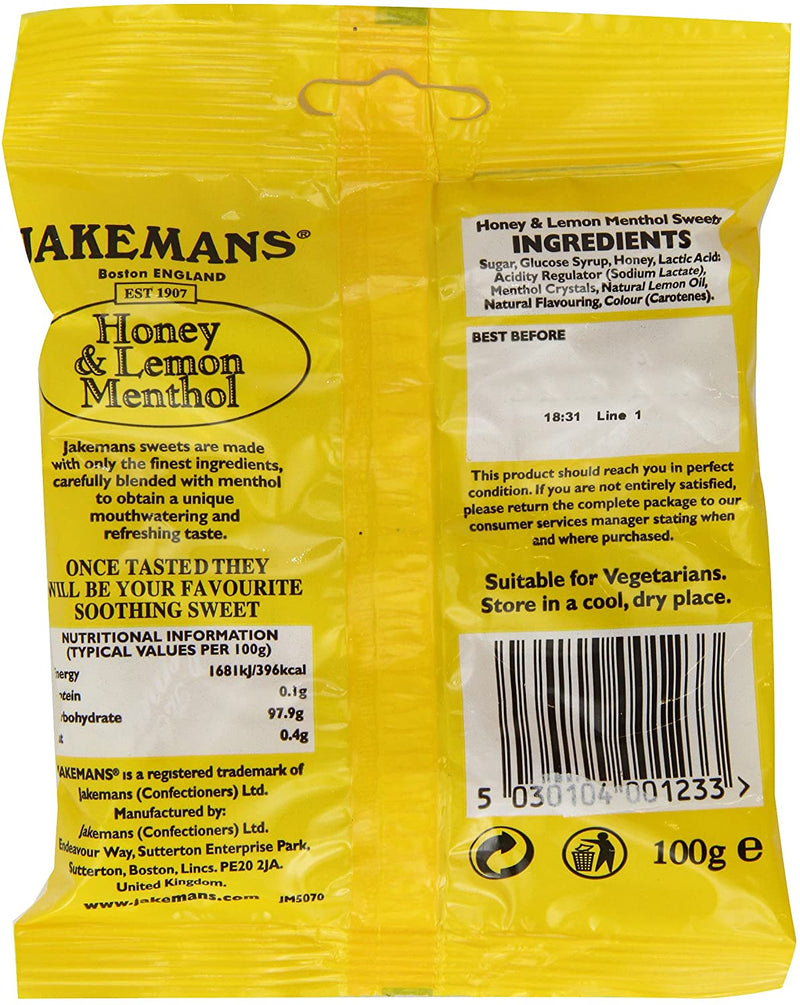 JAKEMANS®
Boston ENGLAND
EST 1907
Honey
& Lemon
Menthol
Jakemans sweets are made
with only the finest ingredients,
carefully blended with menthol
to obtain a unique
mouthwatering and
refreshing taste.
ONCE TASTED THEY
WILL BE YOUR FAVOURITE
SOOTHING SWEET
NUTRITIONAL INFORMATION
(TYPICAL VALUES PER 100g)
nergy 1681kJ/396kcal
tein 0.1g
rbohydrate 97.9g
t 0.4g
JAKEMANS® is a registered trademark of
Jakemans (Confectioners) Ltd.
Manufactured by:
Jakemans (Confectioners) Ltd.
Endeavour Way, Sutterton Enterprise Park,
Sutterton, Boston, Lincs. PE20 2JA.
United Kingdom.
www.jakemans.com JM5070
Honey & Lemon Menthol Sweets
INGREDIENTS
Sugar, Glucose Syrup, Honey, Lactic Acid,
Acidity Regulator (Sodium Lactate),
Menthol Crystals, Natural Lemon Oil,
Natural Flavouring, Colour (Carotenes).
BEST BEFORE
18:31 Line 1
This product should reach you in perfect
condition. If you are not entirely satisfied,
please return the complete package to our
consumer services manager stating when
and where purchased.
Suitable for Vegetarians.
Store in a cool, dry place.
5 030104 001233 >
100g e